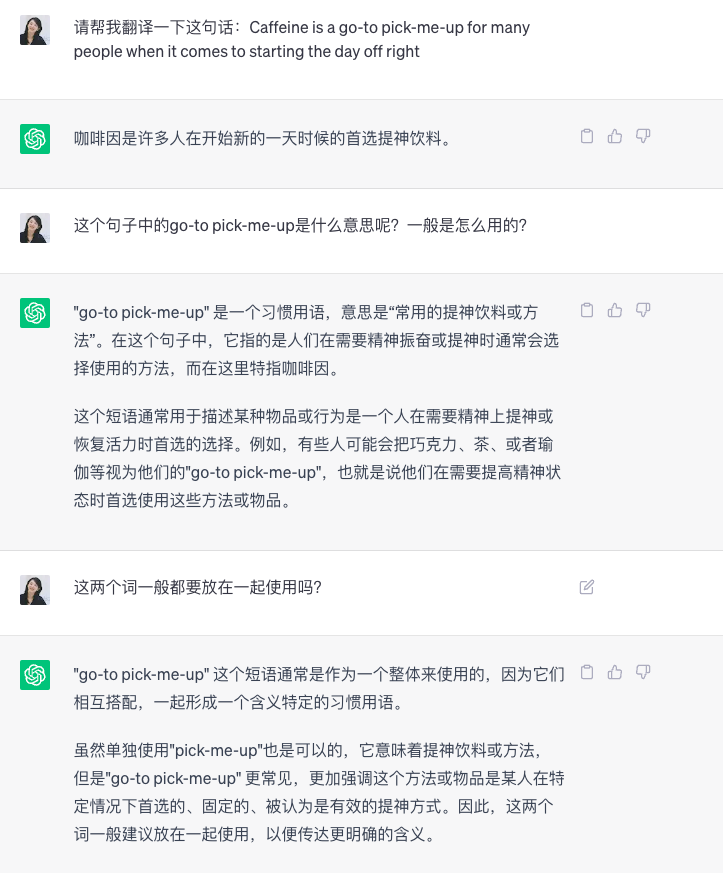 请帮我翻译一下这句话：Caffeine is a go-to pick-me-up for many
people when it comes to starting the day off right
咖啡因是许多人在开始新的一天时候的首选提神饮料。
这个句子中的go-to pick-me-up是什么意思呢？一般是怎么用的？
"go-to pick-me-up" 是一个习惯用语，意思是“常用的提神饮料或方
法”。在这个句子中，它指的是人们在需要精神振奋或提神时通常会选
择使用的方法，而在这里特指咖啡因。
这个短语通常用于描述某种物品或行为是一个人在需要精神上提神或
恢复活力时首选的选择。例如，有些人可能会把巧克力、茶、或者瑜
伽等视为他们的"go-to pick-me-up"，也就是说他们在需要提高精神状
态时首选使用这些方法或物品。
这两个词一般都要放在一起使用吗？
"go-to pick-me-up" 这个短语通常是作为一个整体来使用的，因为它们
相互搭配，一起形成一个含义特定的习惯用语。
虽然单独使用"pick-me-up"也是可以的，它意味着提神饮料或方法，
但是"go-to pick-me-up" 更常见，更加强调这个方法或物品是某人在特
定情况下首选的、固定的、被认为是有效的提神方式。因此，这两个
词一般建议放在一起使用，以便传达更明确的含义。